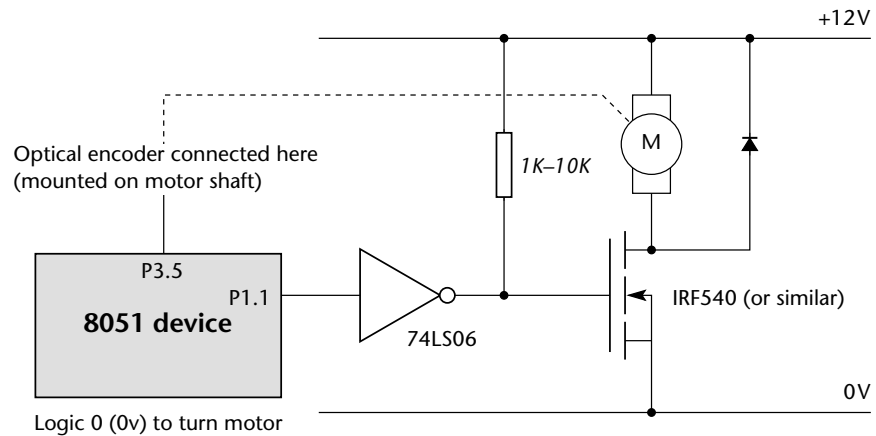 +12V
Optical encoder connected here
(mounted on motor shaft)
1K–10K
M
P3.5
P1.1
8051 device
74LS06
IRF540 (or similar)
0V
Logic 0 (0v) to turn motor